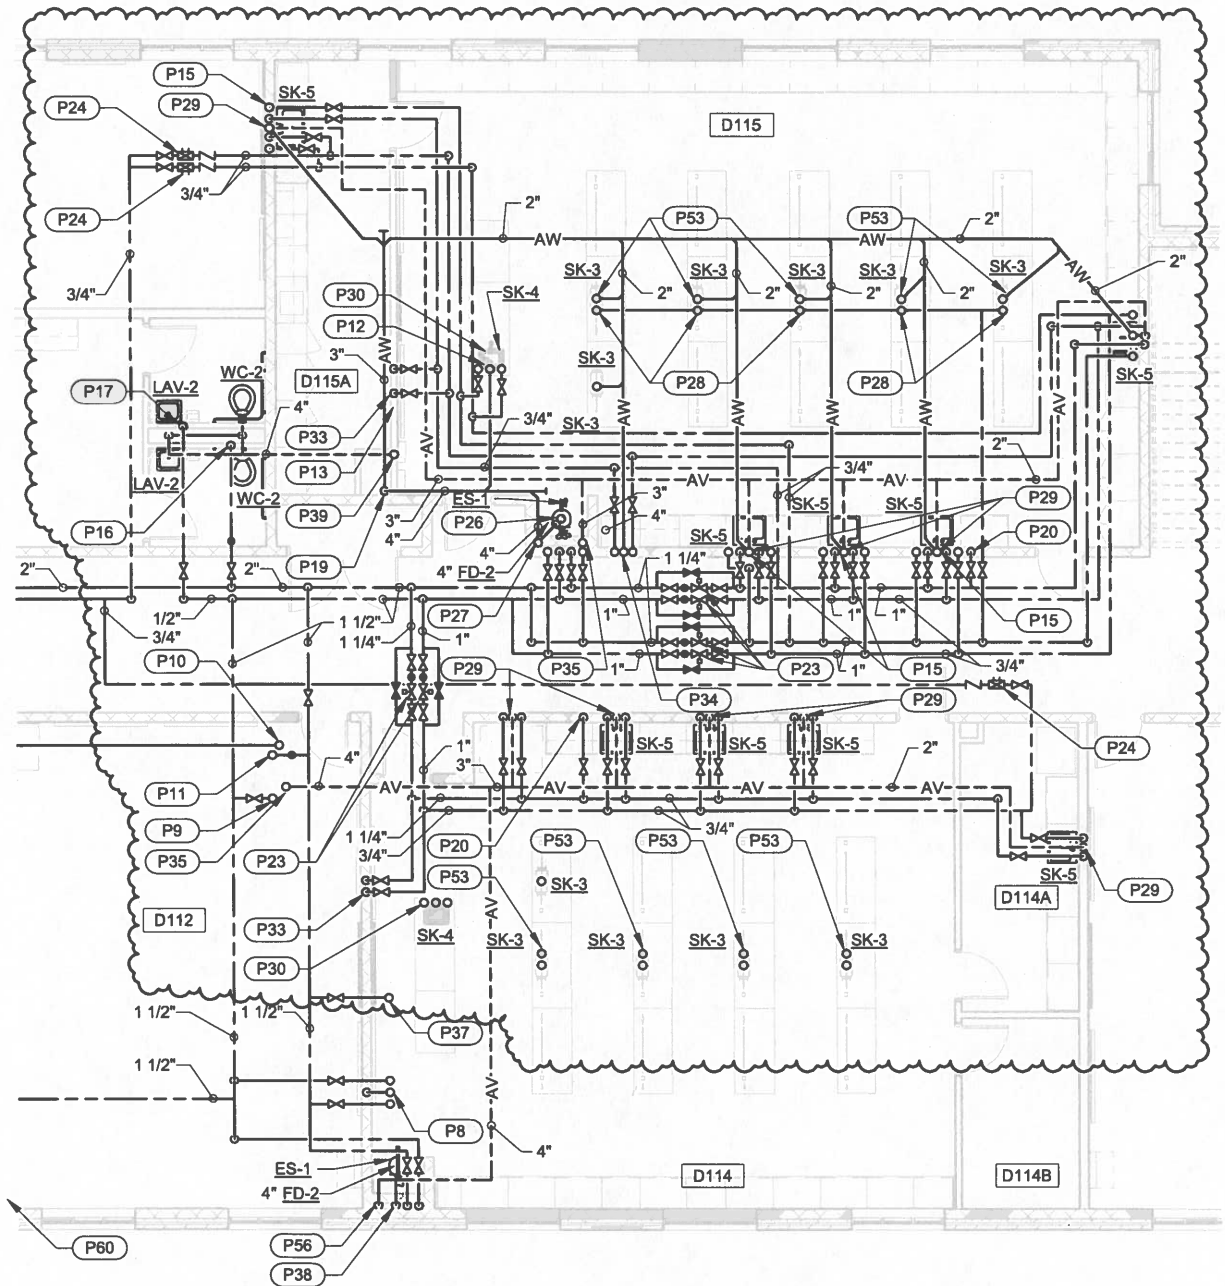 P15
SK-5
P24
P29
D115
3/4"
P24
2"
P53
P53
2"
AW
AW
AW
2"
3/4"
SK-3
SK-3
SK-3
SK-3
SK-3
P30
SK-4
2"
2"
2"
2"
P12
3"
AW
SK-3
WC-2
LAV-2
D115A
P28
P28
SK-5
P17
4"
P33
3/4"
SK-3
AW
AW
AW
AW
AV
P13
AV
2"
LAV-2
WC-2
AV
3/4"
AV
ES-1
3"
SK-5
SK-5
P29
P16
P39
3"
P26
4"
P20
4"
SK-5
4"
P19
4" FD-2
1 1/4"
2"
2"
P27
1/2"
1"
1"
1"
P15
3/4"
1 1/2"
1"
1 1/4"
P10
P29
P35
1"
P23
1"
P15
3/4"
P34
P29
P24
SK-5
SK-5
SK-5
4"
1"
3"
2"
P11
AV
AV
AV
AV
P9
1 1/4"
3/4"
P35
P23
3/4"
P20
P53
P53
P53
P53
SK-3
SK-5
P29
D112
D114A
P33
AV
P30
SK-4
SK-3
SK-3
SK-3
SK-3
1 1/2"
1 1/2"
P37
1 1/2"
AV
P8
4"
ES-1
4" FD-2
D114
D114B
P60
P56
P38